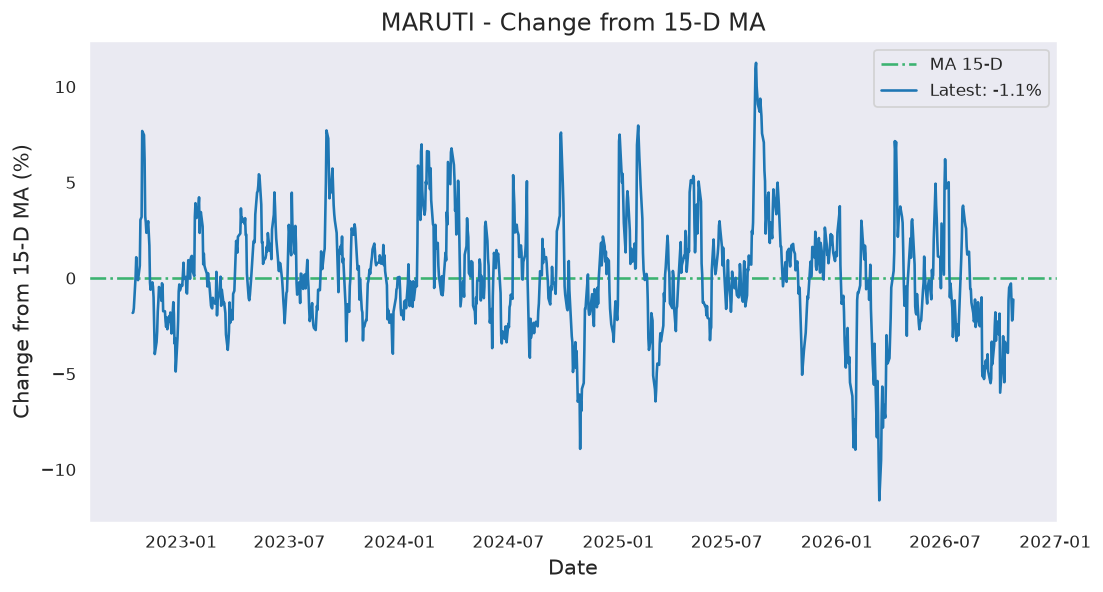 MARUTI - Change from 15-D MA
MA 15-D
Latest: -1.1%
Change from 15-D MA (%)
10
5
0
−5
−10
2023-01 2023-07 2024-01 2024-07 2025-01 2025-07 2026-01 2026-07 2027-01
Date